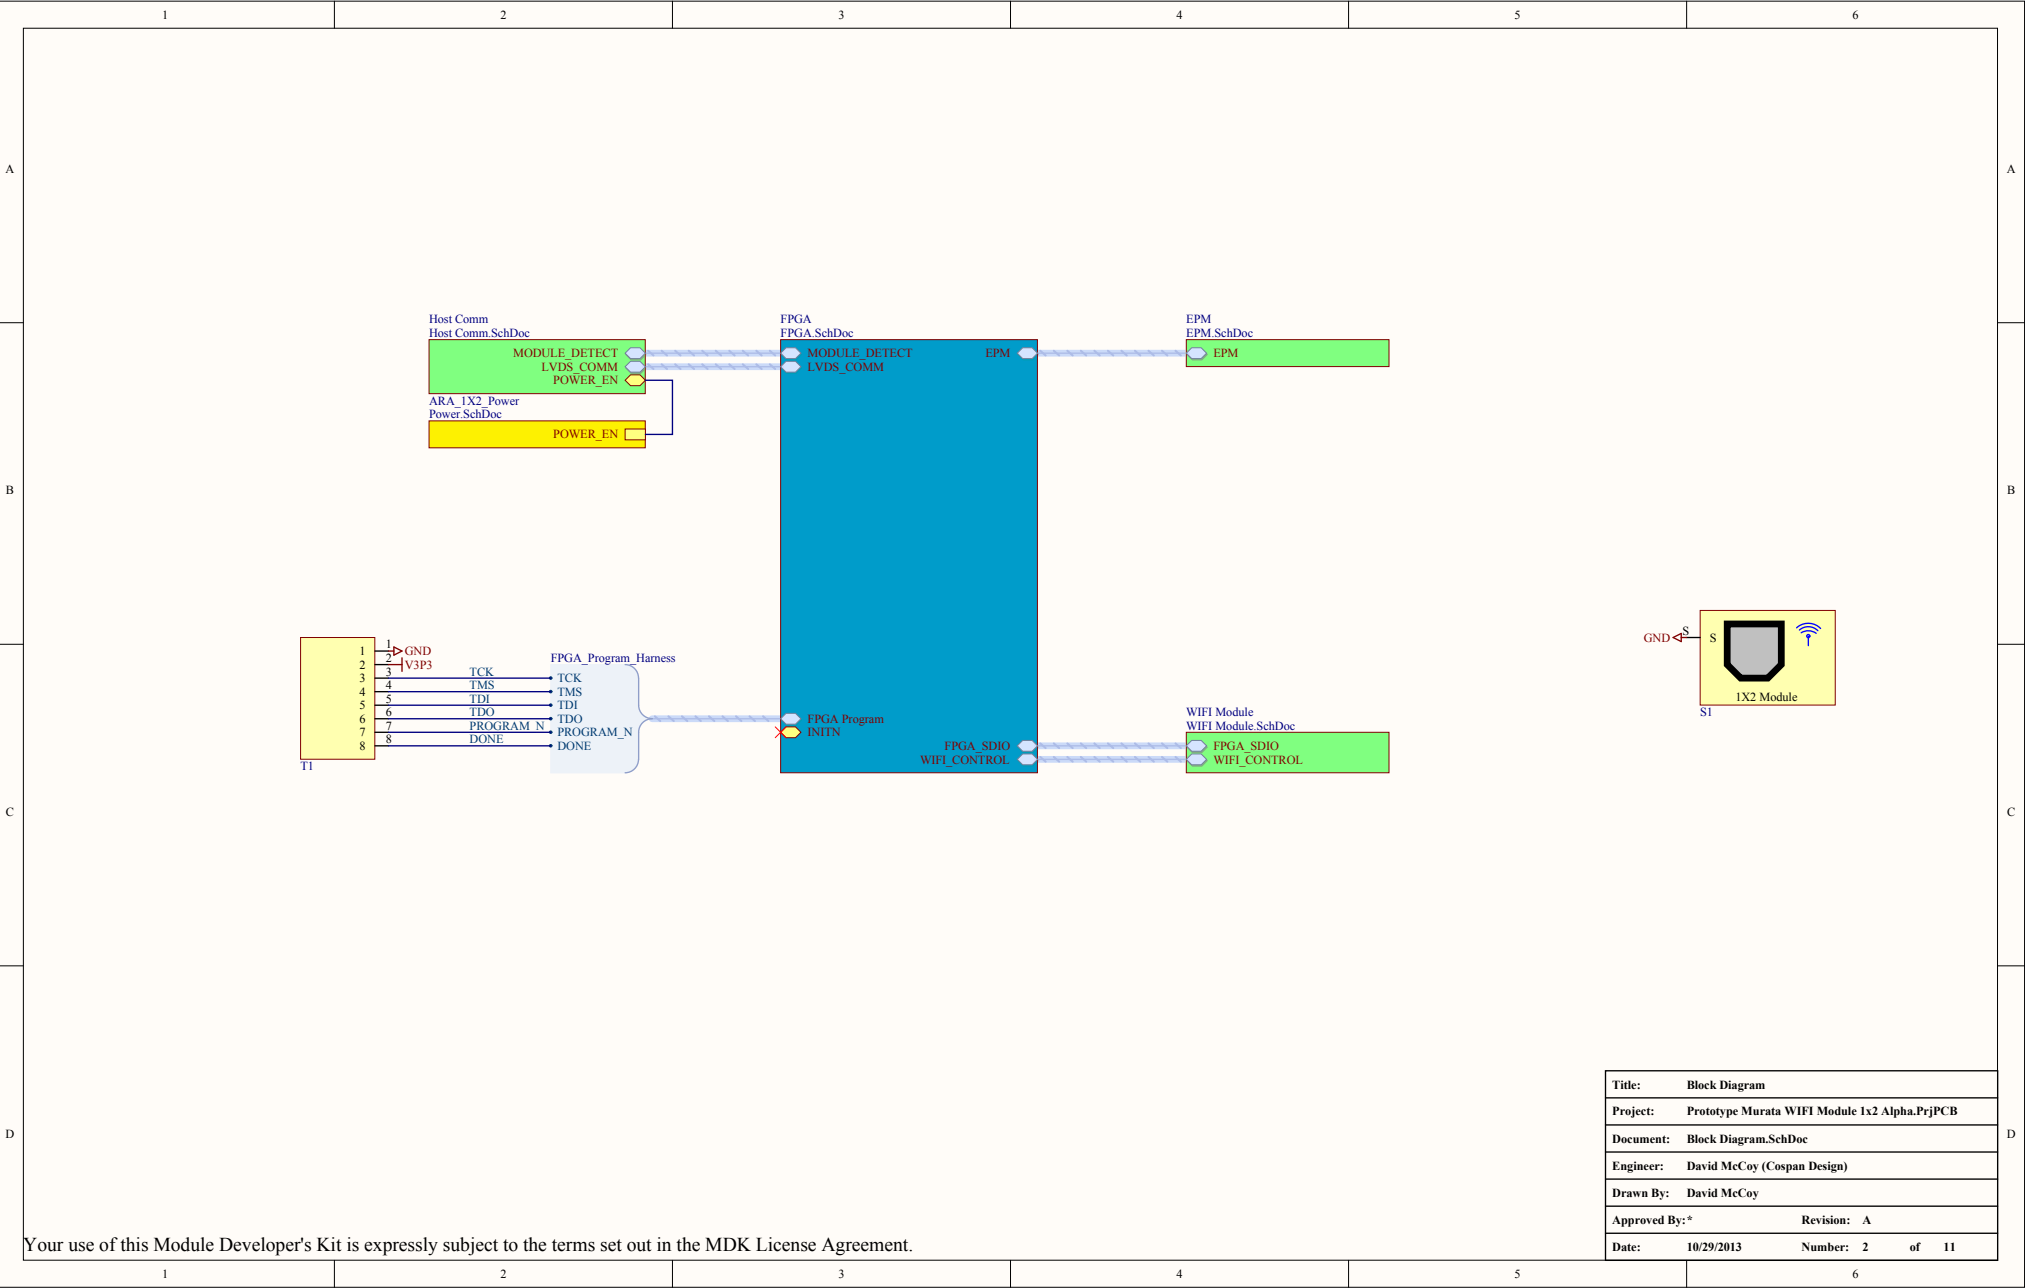 1 2 3 4 5 6
A A
Host Comm
Host Comm.SchDoc
MODULE_DETECT
LVDS_COMM
POWER_EN
ARA_1X2_Power
Power.SchDoc
POWER_EN
FPGA
FPGA.SchDoc
MODULE_DETECT EPM
LVDS_COMM
EPM
EPM.SchDoc
EPM
B B
1 1 GND
2 2 V3P3
3 3 TCK
4 4 TMS
5 5 TDI
6 6 TDO
7 7 PROGRAM_N
8 8 DONE
T1
FPGA_Program_Harness
TCK
TMS
TDI
TDO
PROGRAM_N
DONE
FPGA Program
INITN
FPGA_SDIO
WIFI_CONTROL
WIFI Module
WIFI Module.SchDoc
FPGA_SDIO
WIFI_CONTROL
GND S S
1X2 Module
S1
C C
D D
Title: Block Diagram
Project: Prototype Murata WIFI Module 1x2 Alpha.PrjPCB
Document: Block Diagram.SchDoc
Engineer: David McCoy (Cospan Design)
Drawn By: David McCoy
Approved By: * Revision: A
Date: 10/29/2013 Number: 2 of 11
Your use of this Module Developer's Kit is expressly subject to the terms set out in the MDK License Agreement.
1 2 3 4 5 6